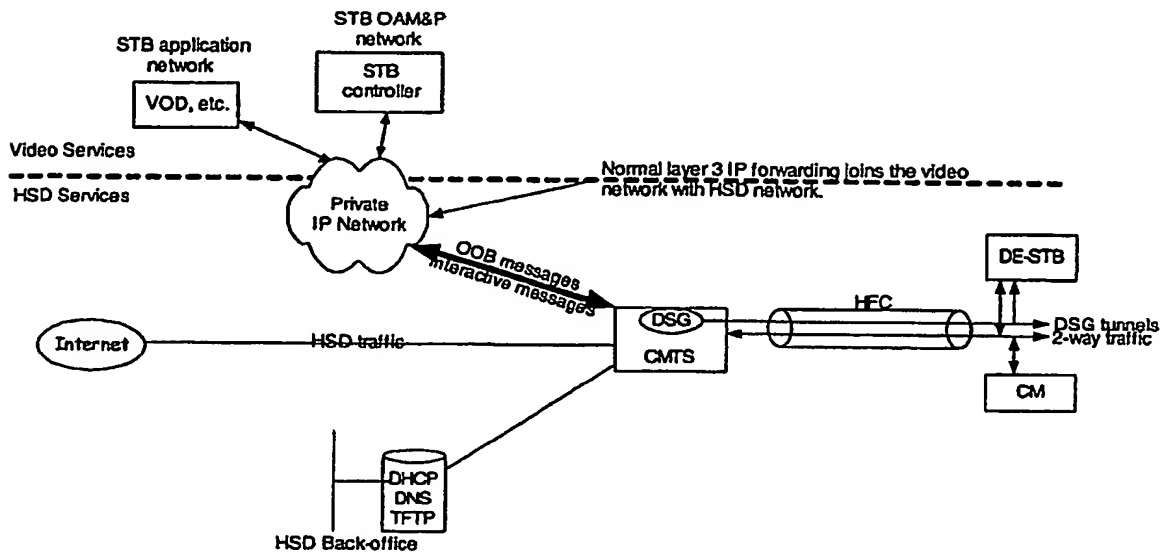 STB OAM&P
network
STB application
network
STB
controller
VOD, etc.
Video Services
HSD Services
Normal layer 3 IP forwarding joins the video
network with HSD network.
Private
IP Network
OOB messages
Interactive messages
DE-STB
HFC
DSG
DSG tunnels
2-way traffic
Internet
HSD traffic
CMTS
CM
DHCP
DNS
TFTP
HSD Back-office